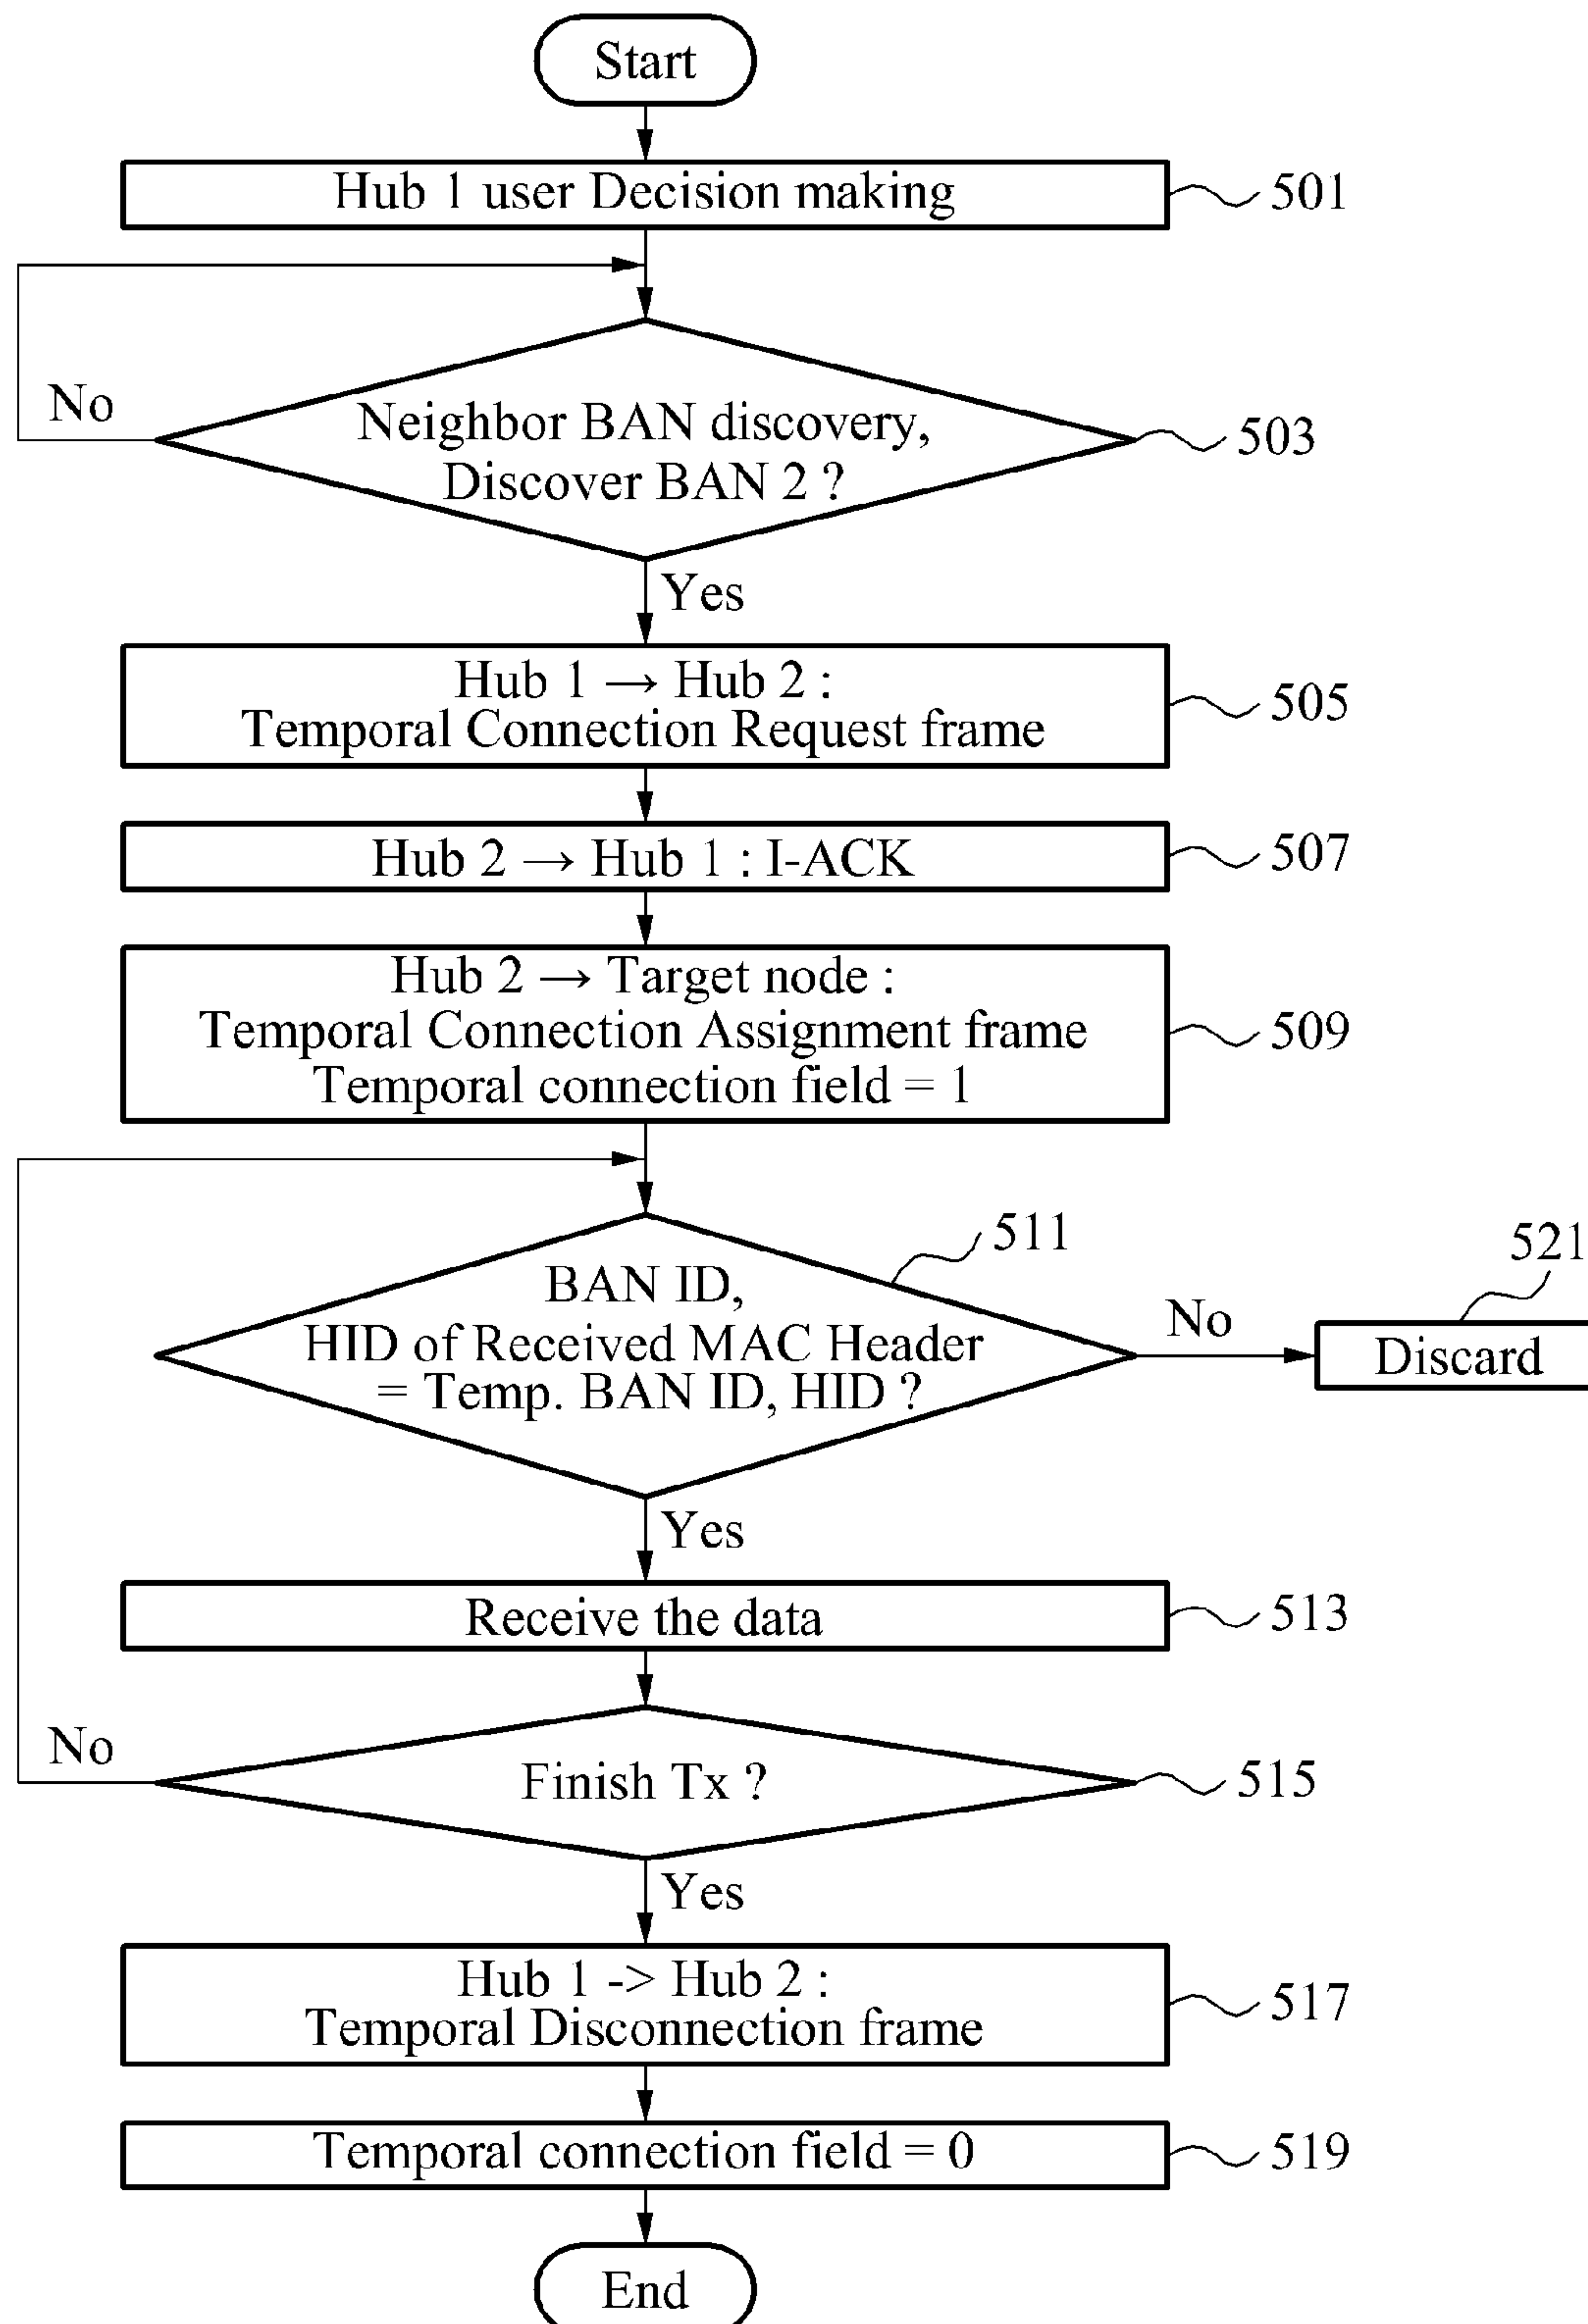 Start
Hub 1 user Decision making
501
No
Neighbor BAN discovery,
Discover BAN 2 ?
503
Yes
Hub 1 → Hub 2 :
Temporal Connection Request frame
505
Hub 2 → Hub 1 : I-ACK
507
Hub 2 → Target node :
Temporal Connection Assignment frame
Temporal connection field = 1
509
511
BAN ID,
HID of Received MAC Header
= Temp. BAN ID, HID ?
No
521
Discard
Yes
Receive the data
513
No
Finish Tx ?
515
Yes
Hub 1 -> Hub 2 :
Temporal Disconnection frame
517
Temporal connection field = 0
519
End